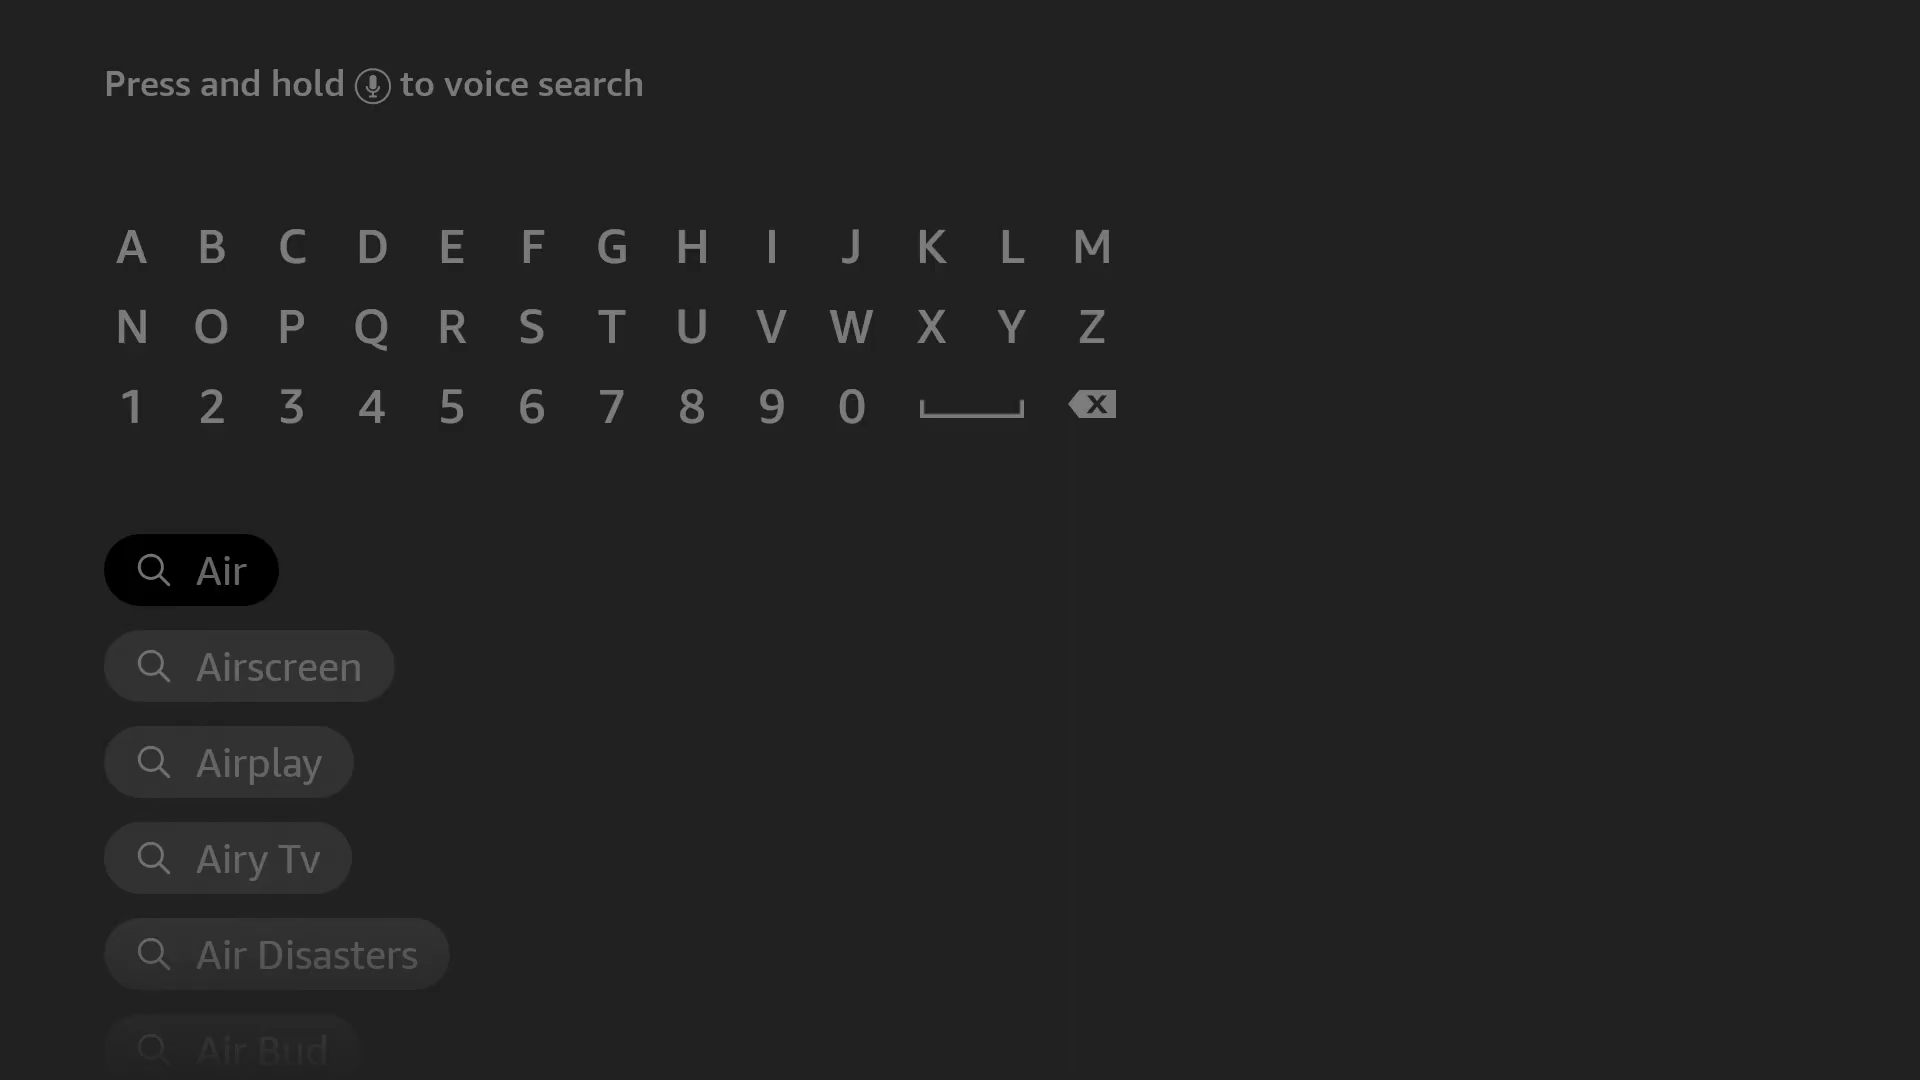 Press and hold to voice search
A B C D E F G H I J K L M
N O P Q R S T U V W X Y Z
1 2 3 4 5 6 7 8 9 0
Air
Airscreen
Airplay
Airy Tv
Air Disasters
Air Bud